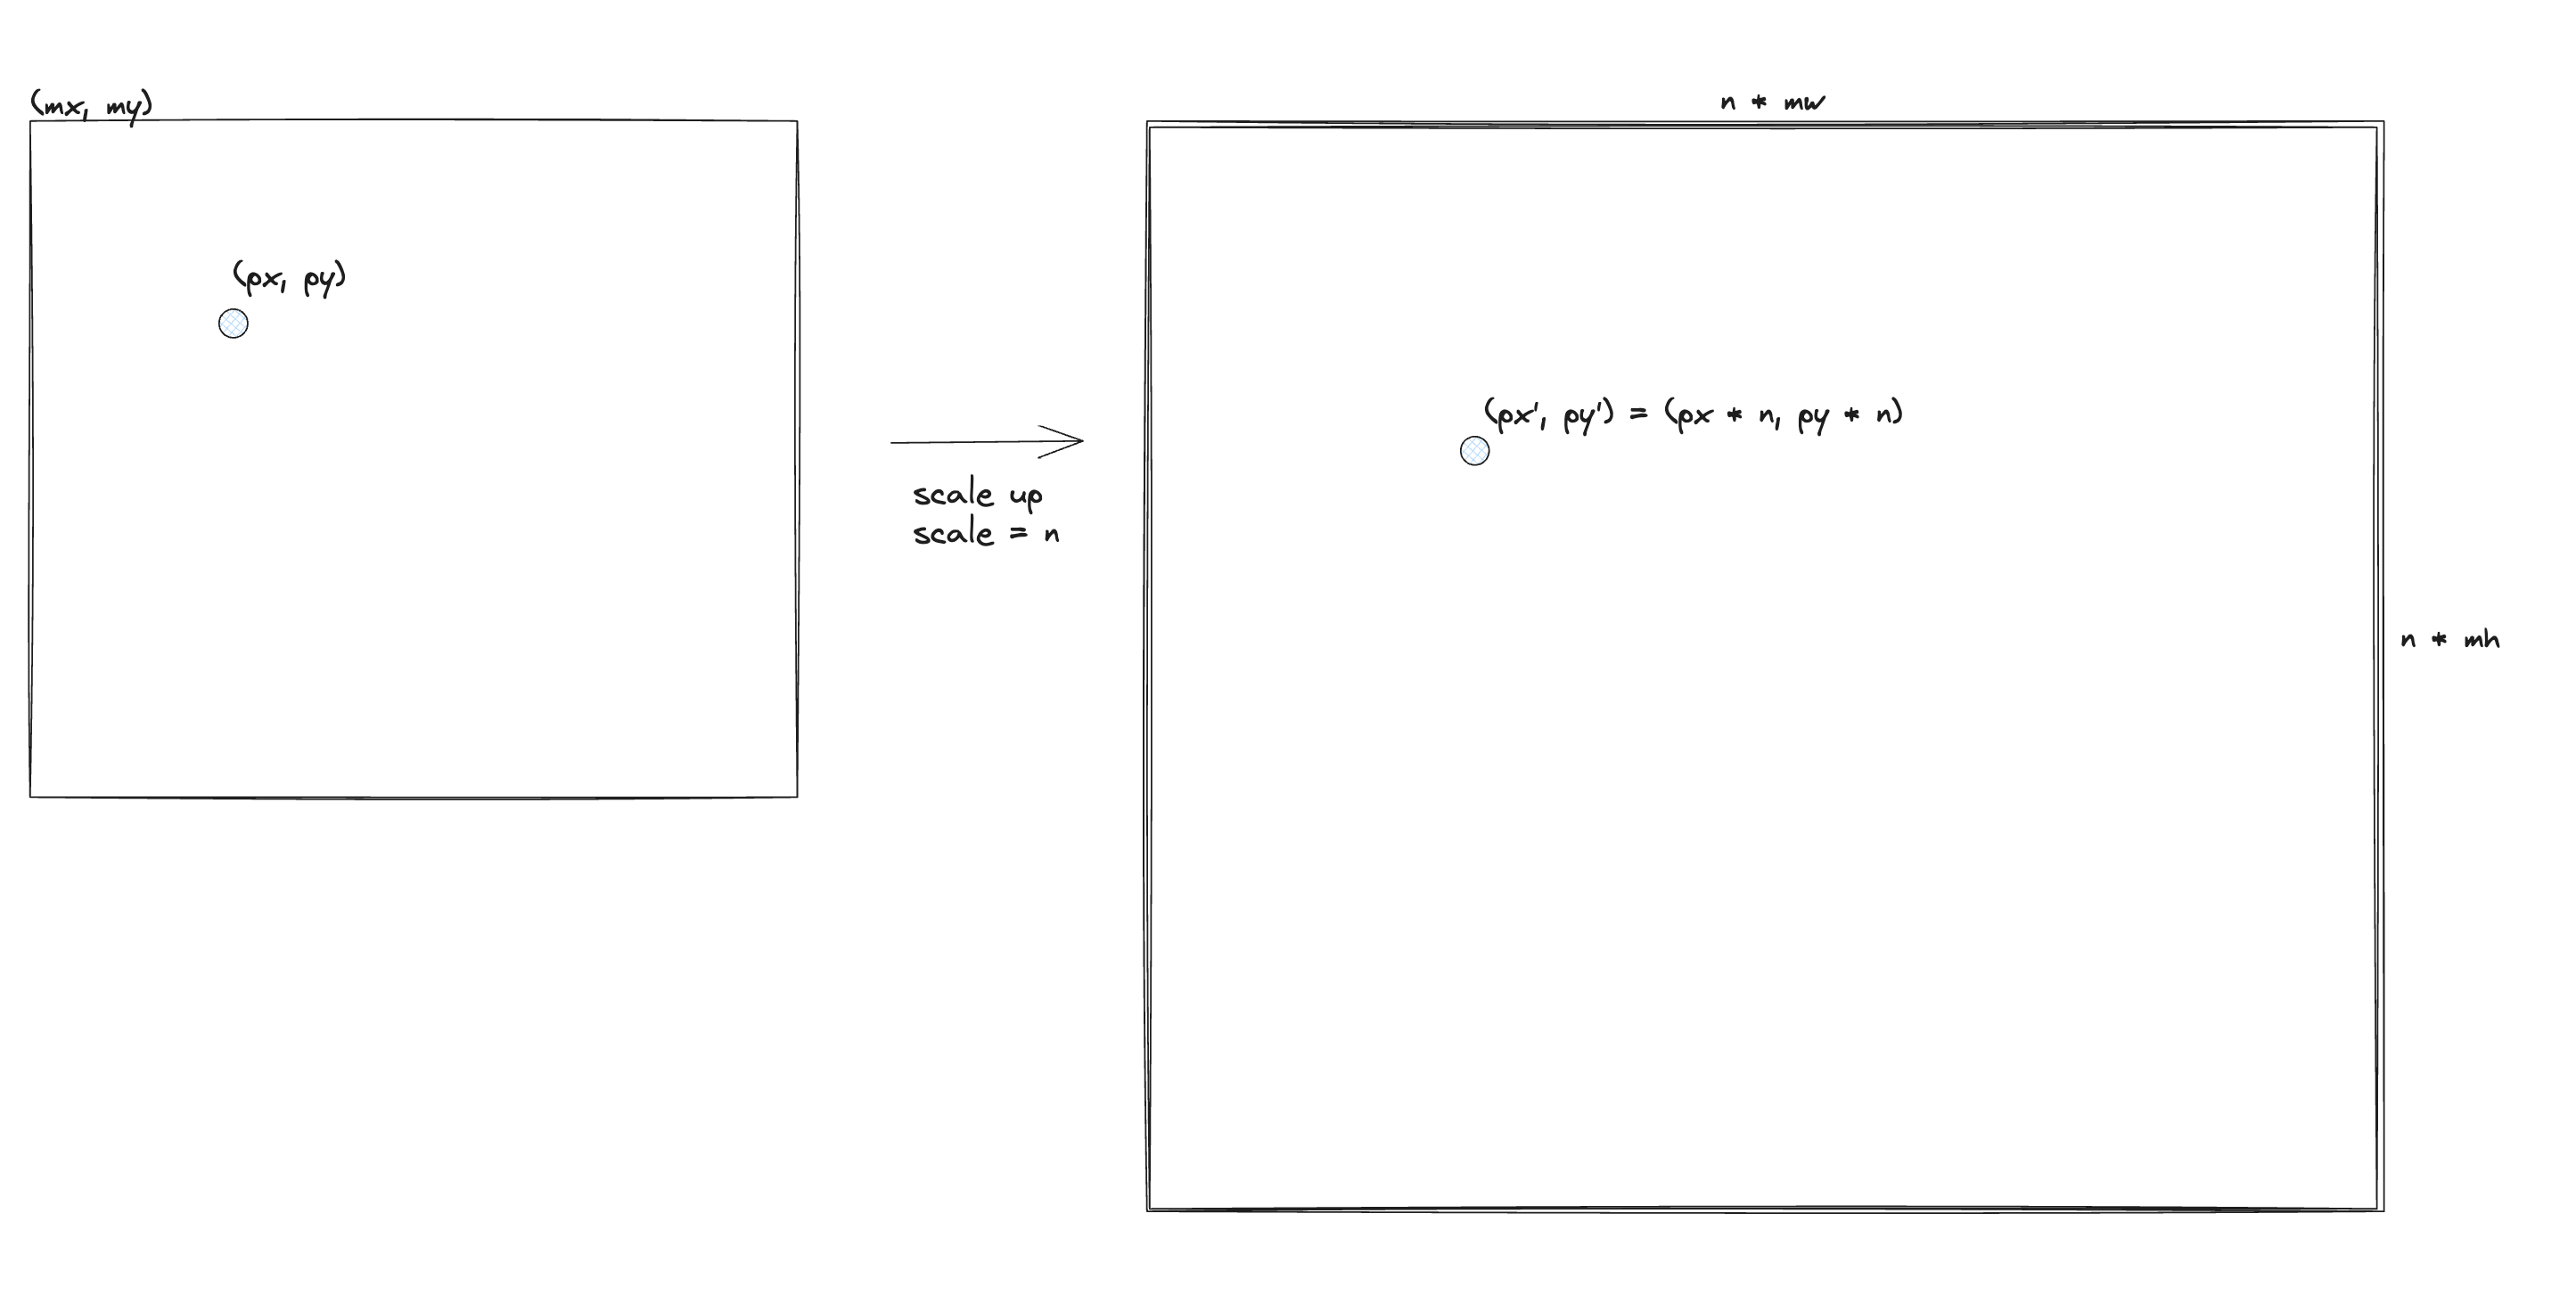 (mx, my)
(px, py)
scale up
scale = n
n * mw
(px', py') = (px * n, py * n)
n * mh